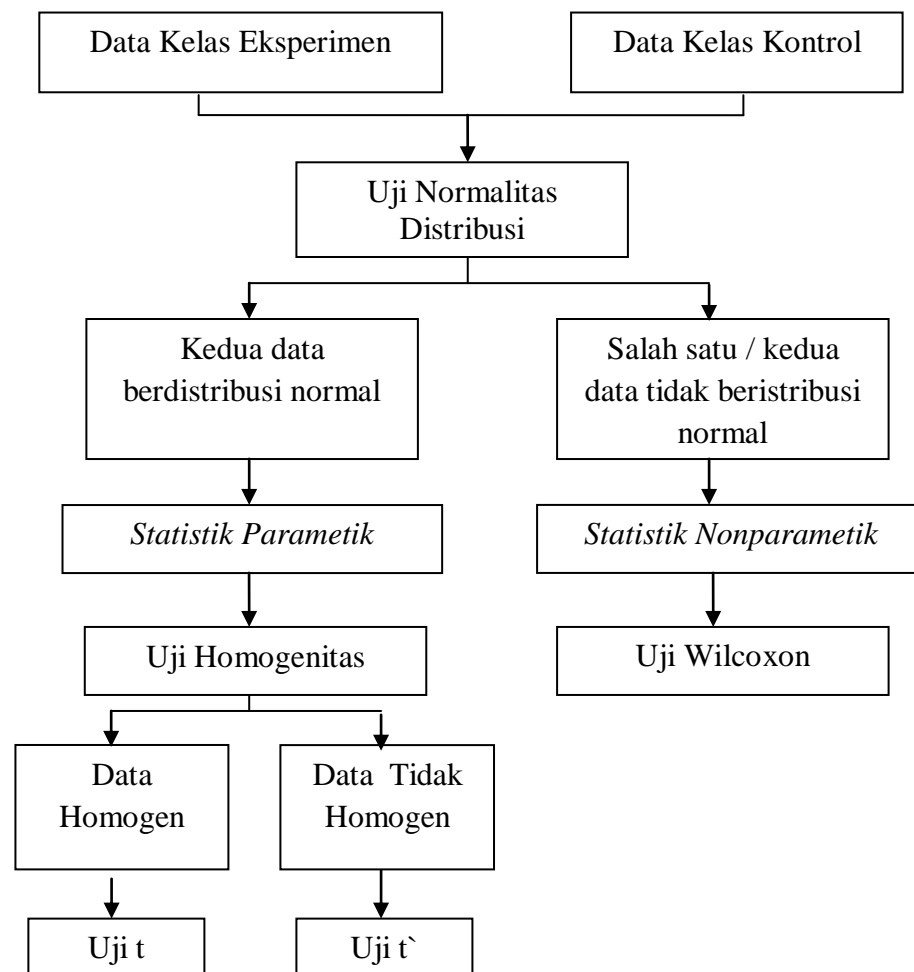 Data Kelas Eksperimen
Data Kelas Kontrol
Uji Normalitas
Distribusi
Kedua data
berdistribusi normal
Salah satu / kedua
data tidak beristribusi
normal
Statistik Parametik
Statistik Nonparametik
Uji Homogenitas
Uji Wilcoxon
Data
Homogen
Data Tidak
Homogen
Uji t
Uji t`